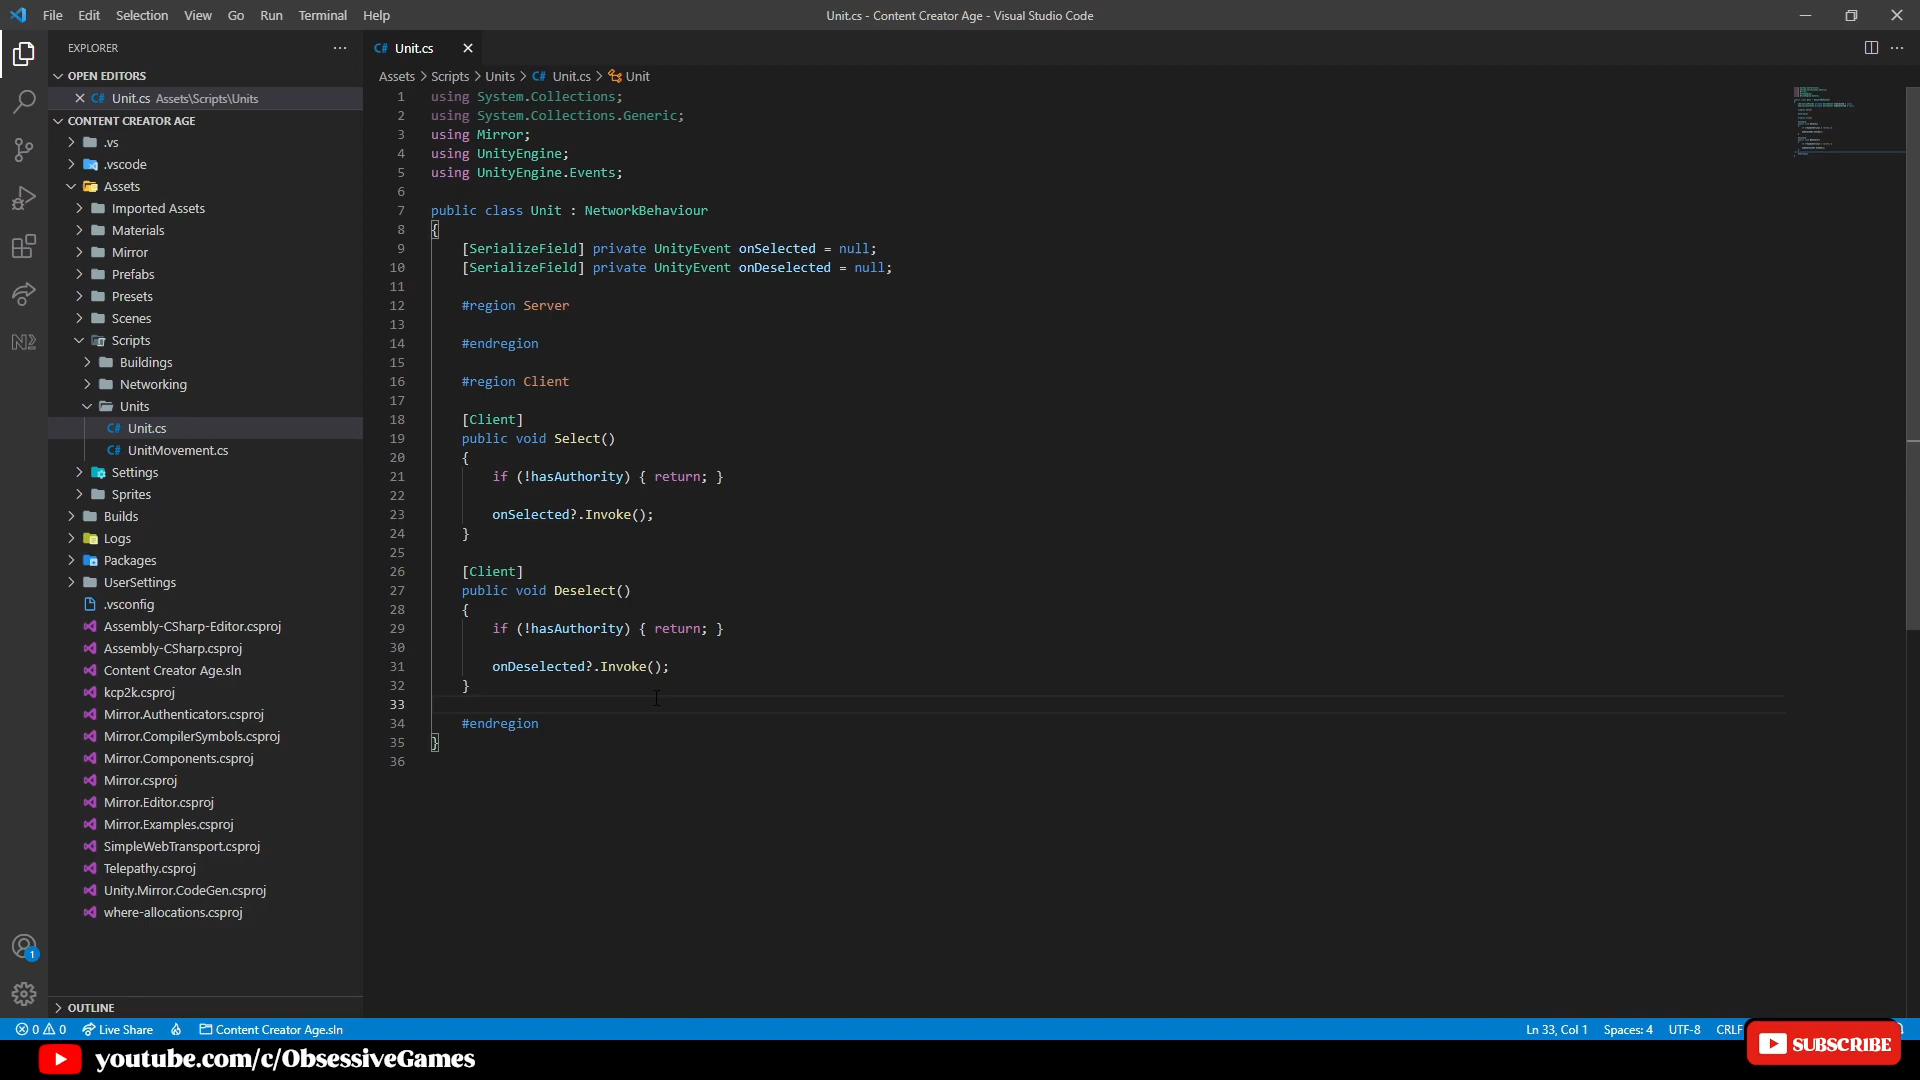 File Edit Selection View Go Run Terminal Help
Unit.cs - Content Creator Age - Visual Studio Code
EXPLORER
OPEN EDITORS
Unit.cs Assets\Scripts\Units
CONTENT CREATOR AGE
.vs
.vscode
Assets
Imported Assets
Materials
Mirror
Prefabs
Presets
Scenes
Scripts
Buildings
Networking
Units
Unit.cs
UnitMovement.cs
Settings
Sprites
Builds
Logs
Packages
UserSettings
.vsconfig
Assembly-CSharp-Editor.csproj
Assembly-CSharp.csproj
Content Creator Age.sln
kcp2k.csproj
Mirror.Authenticators.csproj
Mirror.CompilerSymbols.csproj
Mirror.Components.csproj
Mirror.csproj
Mirror.Editor.csproj
Mirror.Examples.csproj
SimpleWebTransport.csproj
Telepathy.csproj
Unity.Mirror.CodeGen.csproj
where-allocations.csproj
OUTLINE
C# Unit.cs
Assets > Scripts > Units > C# Unit.cs > Unit
1 using System.Collections;
2 using System.Collections.Generic;
3 using Mirror;
4 using UnityEngine;
5 using UnityEngine.Events;
6
7 public class Unit : NetworkBehaviour
8 {
9 [SerializeField] private UnityEvent onSelected = null;
10 [SerializeField] private UnityEvent onDeselected = null;
11
12 #region Server
13
14 #endregion
15
16 #region Client
17
18 [Client]
19 public void Select()
20 {
21 if (!hasAuthority) { return; }
22
23 onSelected?.Invoke();
24 }
25
26 [Client]
27 public void Deselect()
28 {
29 if (!hasAuthority) { return; }
30
31 onDeselected?.Invoke();
32 }
33
34 #endregion
35 }
36
1
0 0 Live Share Content Creator Age.sln
Ln 33, Col 1 Spaces: 4 UTF-8 CRLF
youtube.com/c/ObsessiveGames
SUBSCRIBE